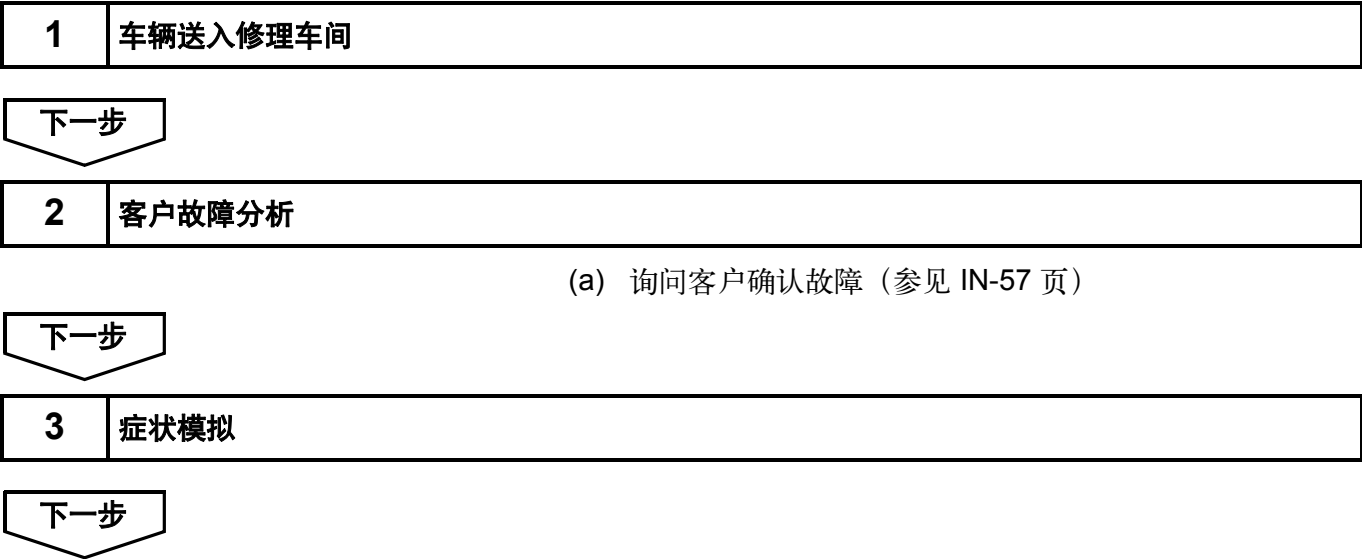 1 车辆送入修理车间
下一步
2 客户故障分析
(a) 询问客户确认故障（参见 IN-57 页）
下一步
3 症状模拟
下一步